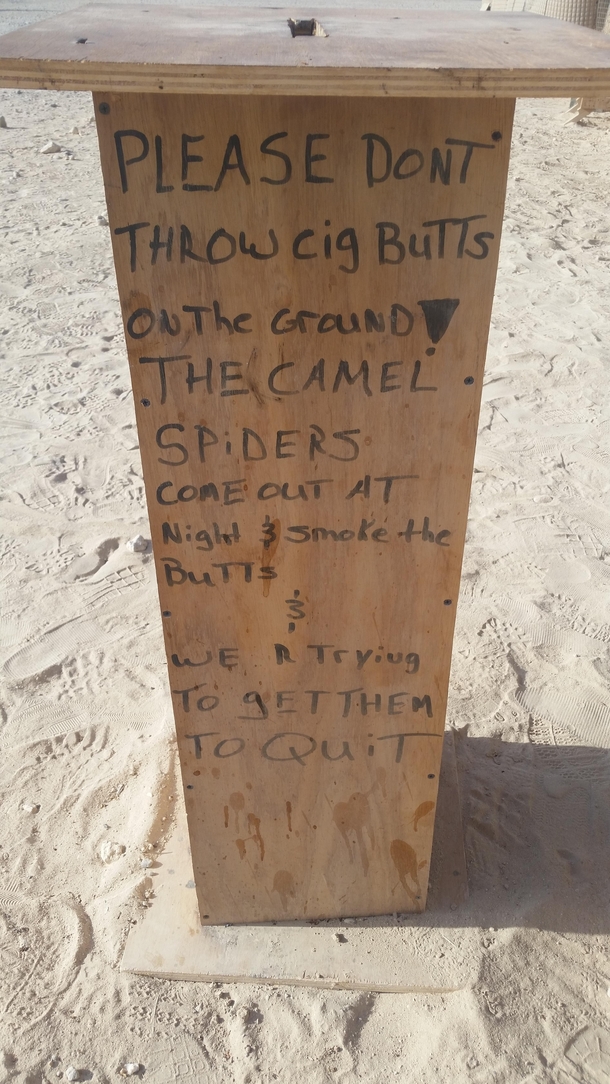 PLEASE DONT
THROW cig BUTTS
ON The GROUND!
THE CAMEL
SPiDERS
COME OUT AT
Night & smoke the
BUTTs
&
WE R Trying
TO gET THEM
TO QUiT